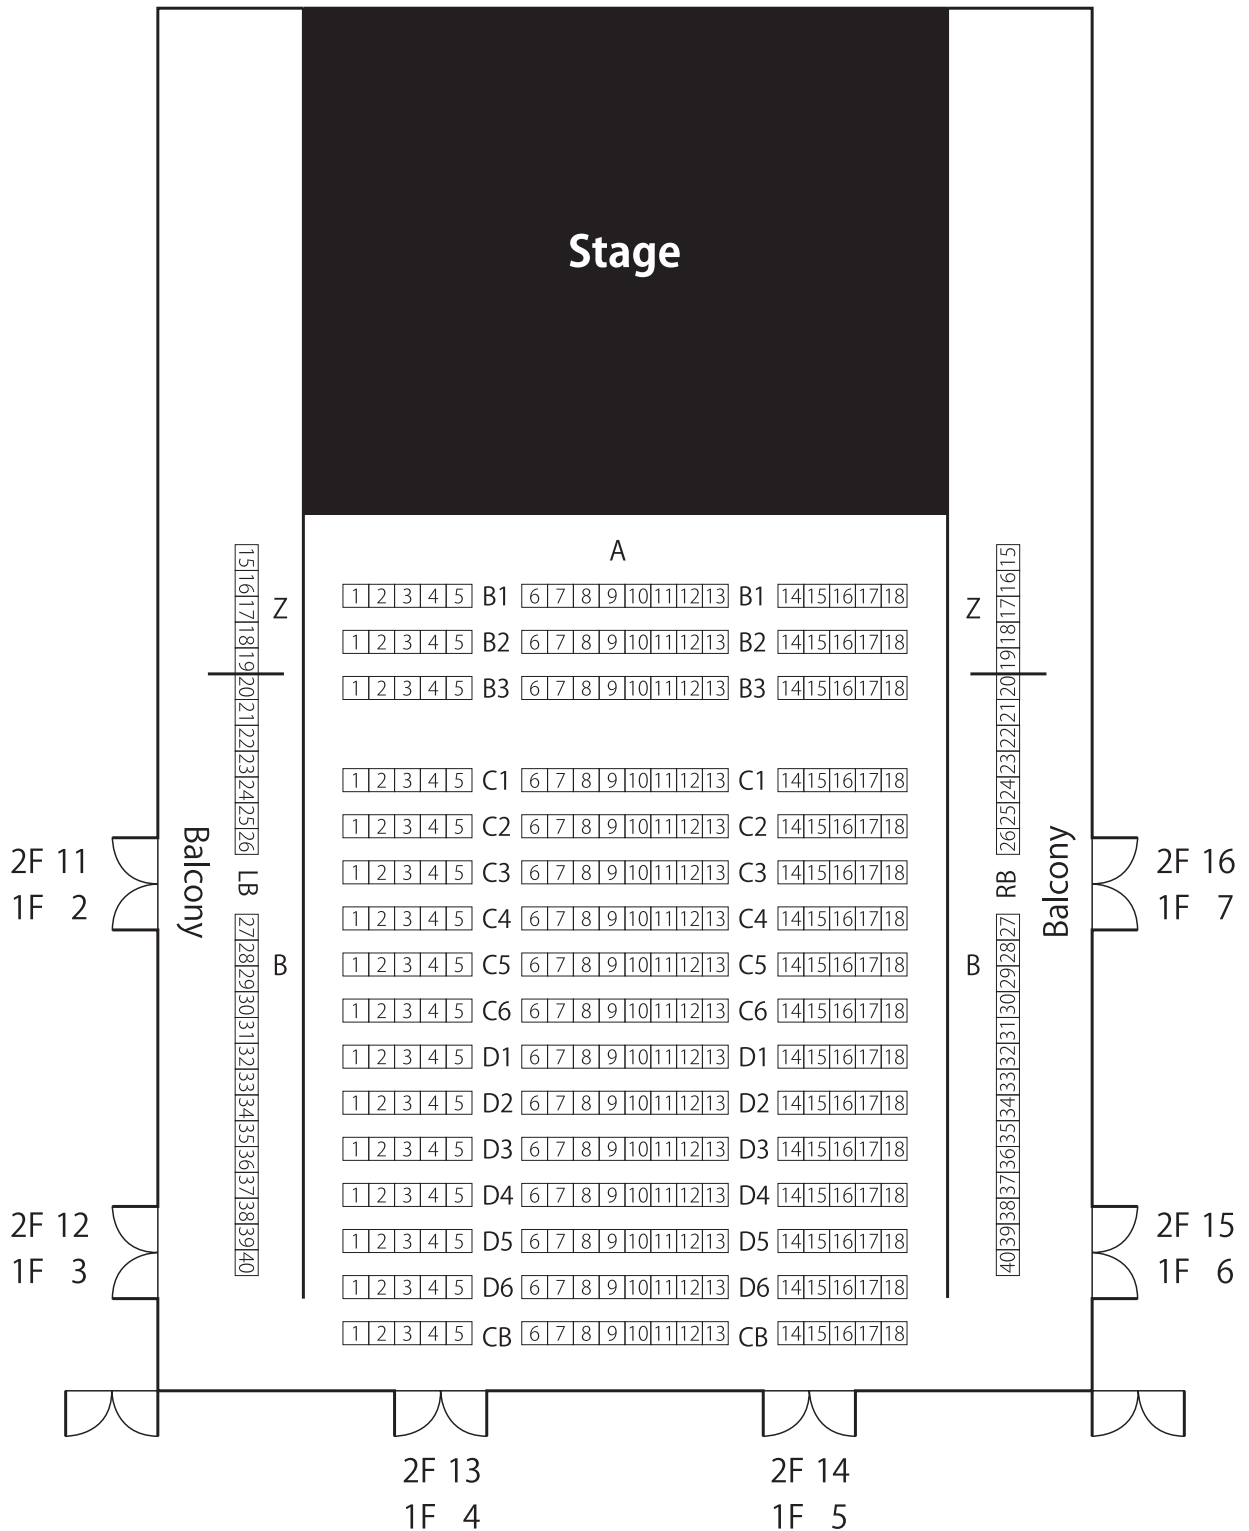 Stage
A
1 2 3 4 5 B1 6 7 8 9 10 11 12 13 B1 14 15 16 17 18
1 2 3 4 5 B2 6 7 8 9 10 11 12 13 B2 14 15 16 17 18
1 2 3 4 5 B3 6 7 8 9 10 11 12 13 B3 14 15 16 17 18
1 2 3 4 5 C1 6 7 8 9 10 11 12 13 C1 14 15 16 17 18
1 2 3 4 5 C2 6 7 8 9 10 11 12 13 C2 14 15 16 17 18
1 2 3 4 5 C3 6 7 8 9 10 11 12 13 C3 14 15 16 17 18
1 2 3 4 5 C4 6 7 8 9 10 11 12 13 C4 14 15 16 17 18
1 2 3 4 5 C5 6 7 8 9 10 11 12 13 C5 14 15 16 17 18
1 2 3 4 5 C6 6 7 8 9 10 11 12 13 C6 14 15 16 17 18
1 2 3 4 5 D1 6 7 8 9 10 11 12 13 D1 14 15 16 17 18
1 2 3 4 5 D2 6 7 8 9 10 11 12 13 D2 14 15 16 17 18
1 2 3 4 5 D3 6 7 8 9 10 11 12 13 D3 14 15 16 17 18
1 2 3 4 5 D4 6 7 8 9 10 11 12 13 D4 14 15 16 17 18
1 2 3 4 5 D5 6 7 8 9 10 11 12 13 D5 14 15 16 17 18
1 2 3 4 5 D6 6 7 8 9 10 11 12 13 D6 14 15 16 17 18
1 2 3 4 5 CB 6 7 8 9 10 11 12 13 CB 14 15 16 17 18
15 16 17 18 19 20 21 22 23 24 25 26 LB 27 28 29 30 31 32 33 34 35 36 37 38 39 40
Z
B
Balcony
15 16 17 18 19 20 21 22 23 24 25 26 RB 27 28 29 30 31 32 33 34 35 36 37 38 39 40
Z
B
Balcony
2F 11
1F 2
2F 12
1F 3
2F 16
1F 7
2F 15
1F 6
2F 13
1F 4
2F 14
1F 5